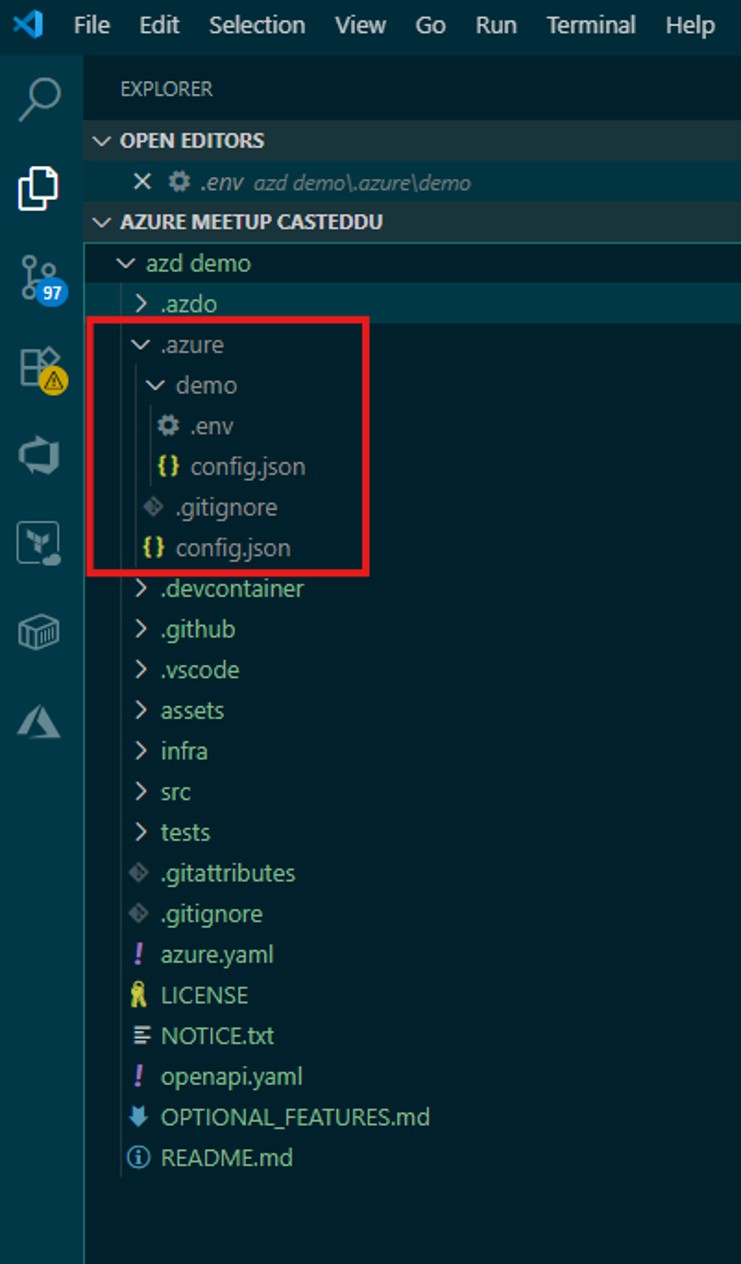 File Edit Selection View Go Run Terminal Help
EXPLORER
OPEN EDITORS
.env azd demo\.azure\demo
AZURE MEETUP CASTEDDU
azd demo
.azdo
97
.azure
demo
.env
config.json
.gitignore
config.json
.devcontainer
.github
.vscode
assets
infra
src
tests
.gitattributes
.gitignore
azure.yaml
LICENSE
NOTICE.txt
openapi.yaml
OPTIONAL_FEATURES.md
README.md